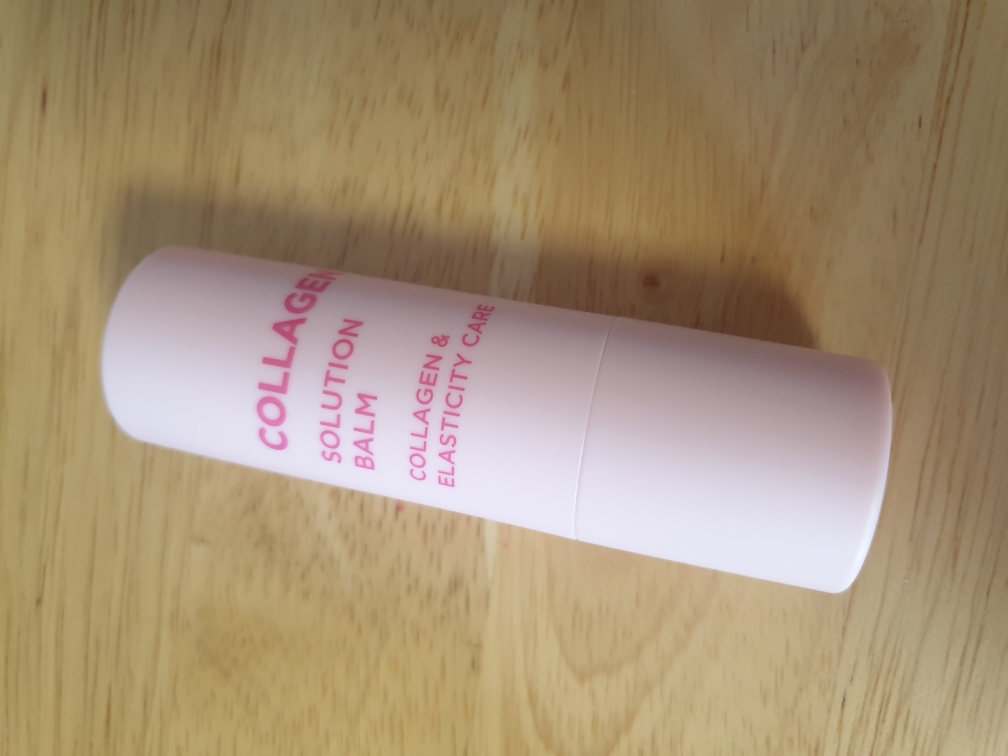 COLLAGEN
SOLUTION
BALM
COLLAGEN &
ELASTICITY CARE